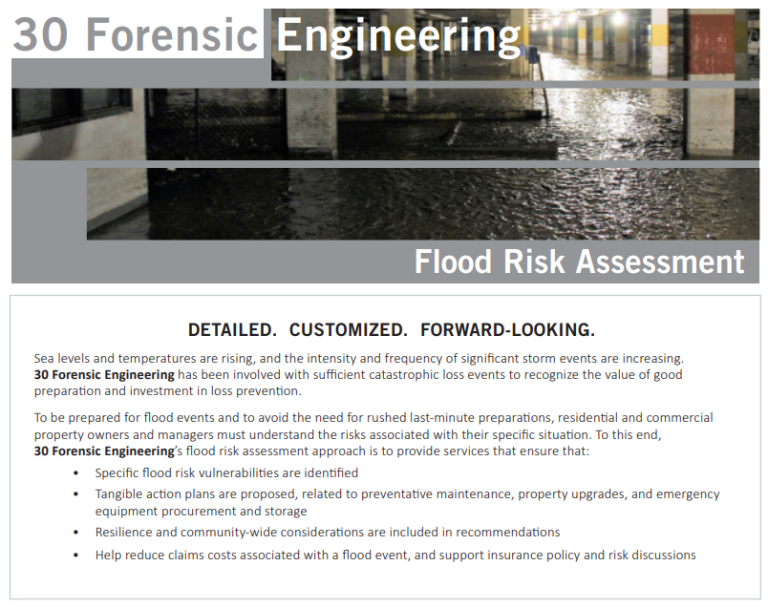 30 Forensic Engineering
Flood Risk Assessment
DETAILED. CUSTOMIZED. FORWARD-LOOKING.
Sea levels and temperatures are rising, and the intensity and frequency of significant storm events are increasing.
30 Forensic Engineering has been involved with sufficient catastrophic loss events to recognize the value of good
preparation and investment in loss prevention.
To be prepared for flood events and to avoid the need for rushed last-minute preparations, residential and commercial
property owners and managers must understand the risks associated with their specific situation. To this end,
30 Forensic Engineering’s flood risk assessment approach is to provide services that ensure that:
• Specific flood risk vulnerabilities are identified
• Tangible action plans are proposed, related to preventative maintenance, property upgrades, and emergency
equipment procurement and storage
• Resilience and community-wide considerations are included in recommendations
• Help reduce claims costs associated with a flood event, and support insurance policy and risk discussions